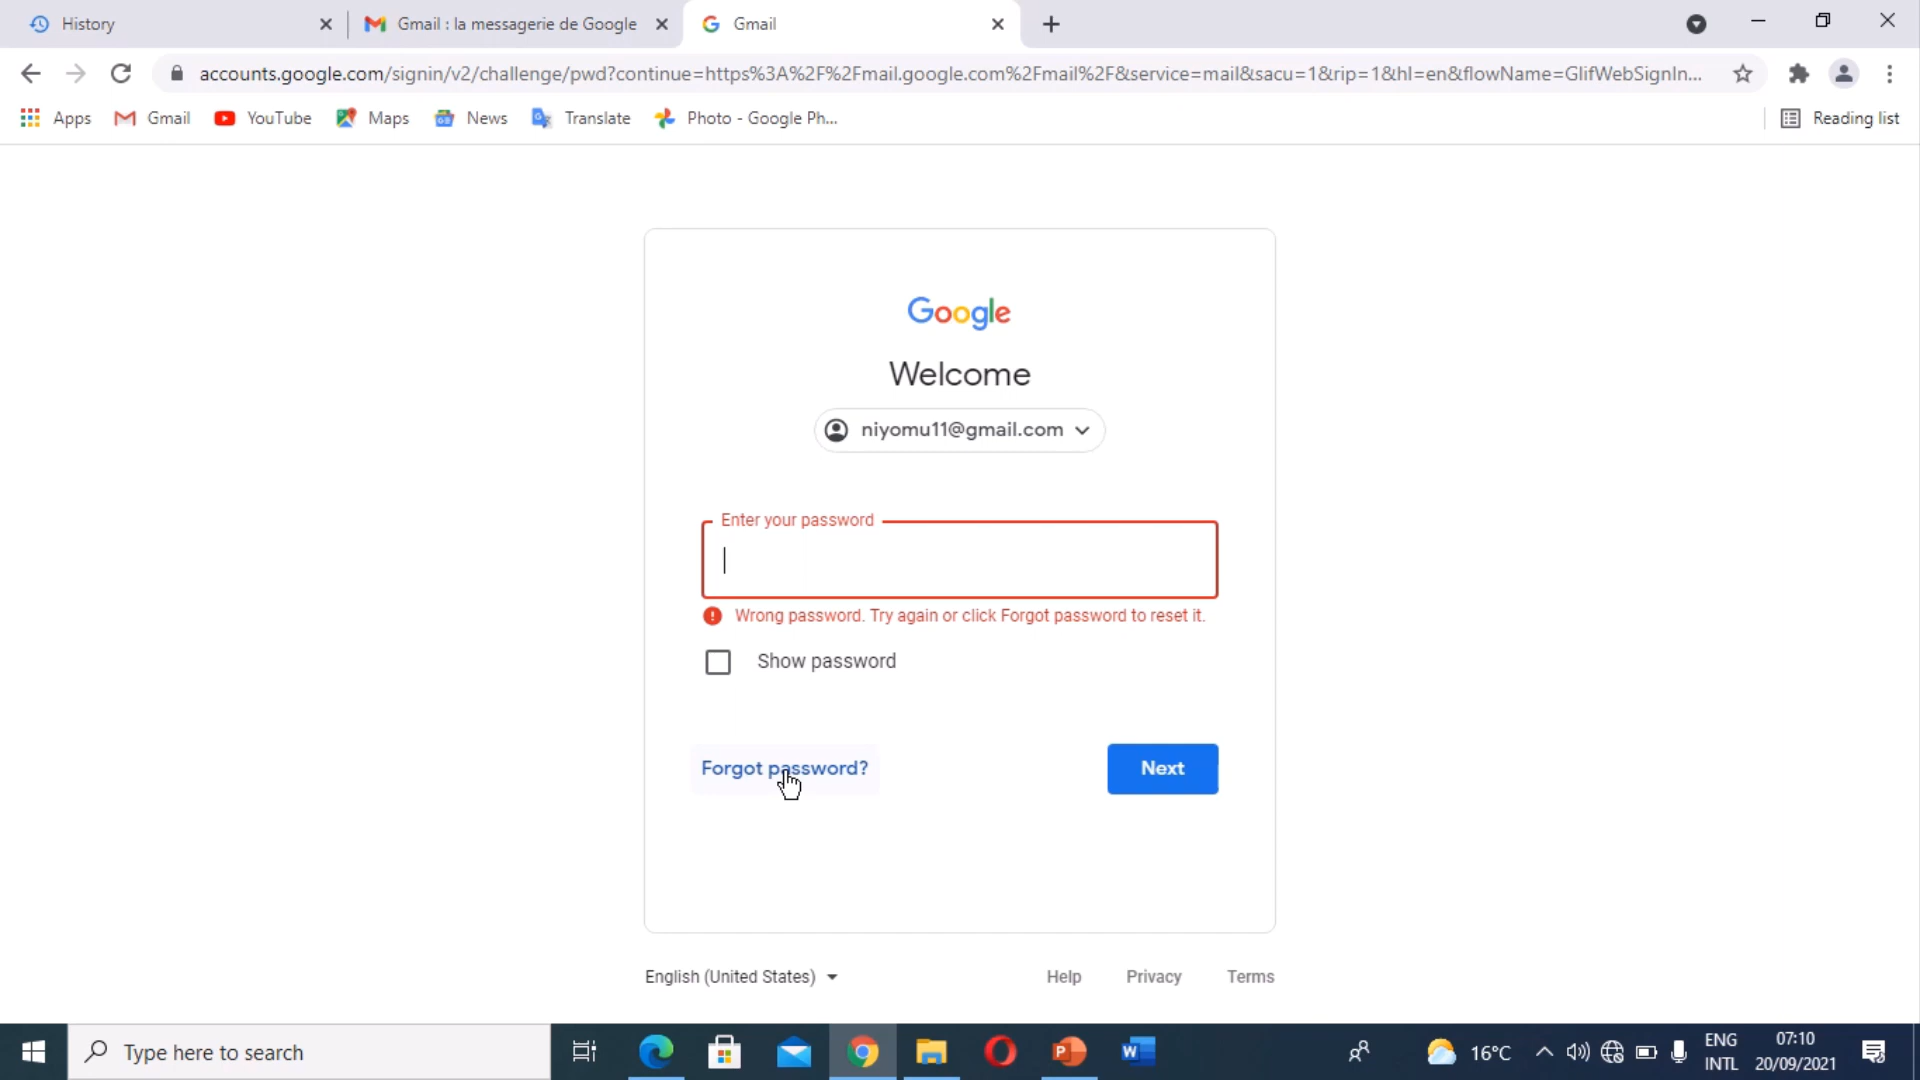 History
Gmail : la messagerie de Google
Gmail
accounts.google.com/signin/v2/challenge/pwd?continue=https%3A%2F%2Fmail.google.com%2Fmail%2F&service=mail&sacu=1&rip=1&hl=en&flowName=GlifWebSignIn...
Apps
Gmail
YouTube
Maps
News
Translate
Photo - Google Ph...
Reading list
Google
Welcome
niyomu11@gmail.com
Enter your password
Wrong password. Try again or click Forgot password to reset it.
Show password
Forgot password?
Next
English (United States)
Help
Privacy
Terms
Type here to search
16°C
ENG
INTL
07:10
20/09/2021